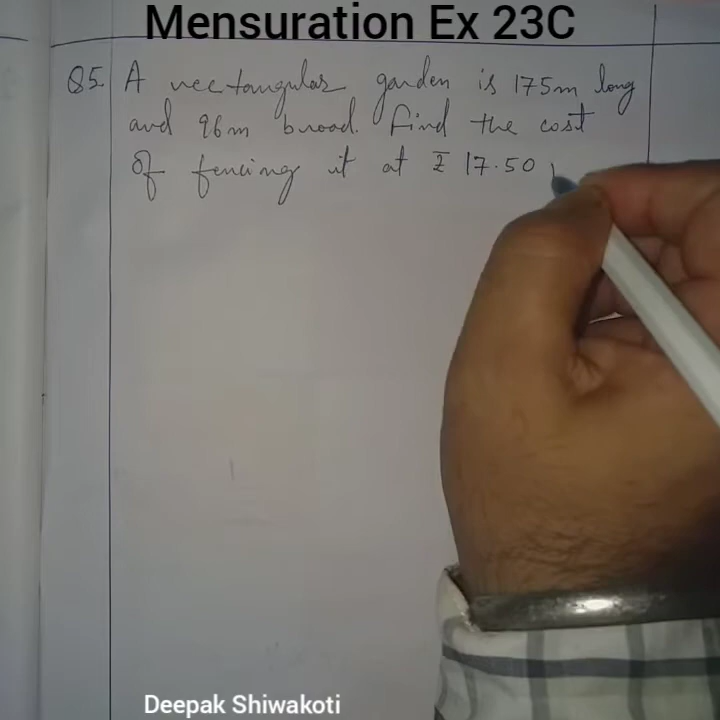 Mensuration Ex 23C
Q5. A rectangular garden is 175m long
and 96m broad. Find the cost
of fencing it at ₹ 17.50
Deepak Shiwakoti